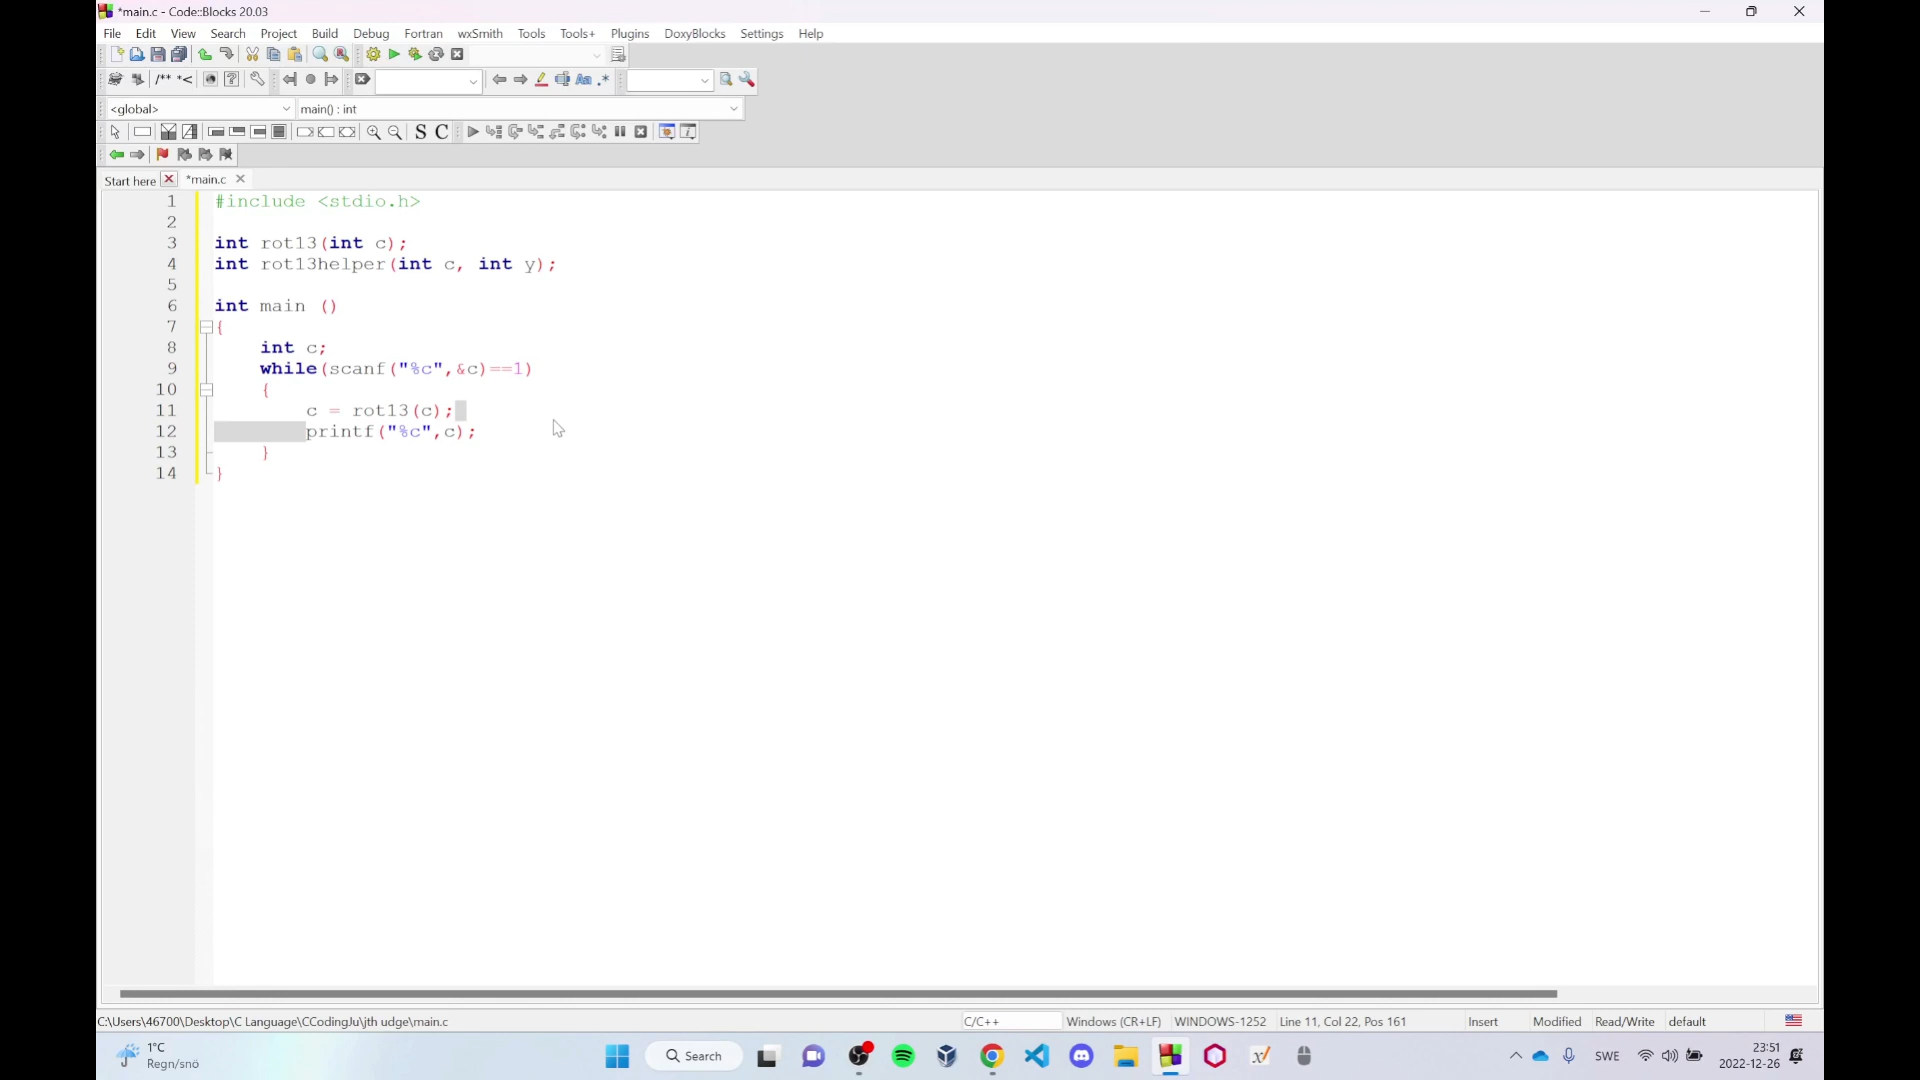 *main.c - Code::Blocks 20.03
File Edit View Search Project Build Debug Fortran wxSmith Tools Tools+ Plugins DoxyBlocks Settings Help
/** *<
Aa .*
<global> main() : int
S C
Start here *main.c
1 #include <stdio.h>
2
3 int rot13(int c);
4 int rot13helper(int c, int y);
5
6 int main ()
7 {
8 int c;
9 while(scanf("%c",&c)==1)
10 {
11 c = rot13(c);
12 printf("%c",c);
13 }
14 }
C:\Users\46700\Desktop\C Language\CCodingJu\jth udge\main.c C/C++ Windows (CR+LF) WINDOWS-1252 Line 11, Col 22, Pos 161 Insert Modified Read/Write default
1°C
Regn/snö
Search
SWE
23:51
2022-12-26